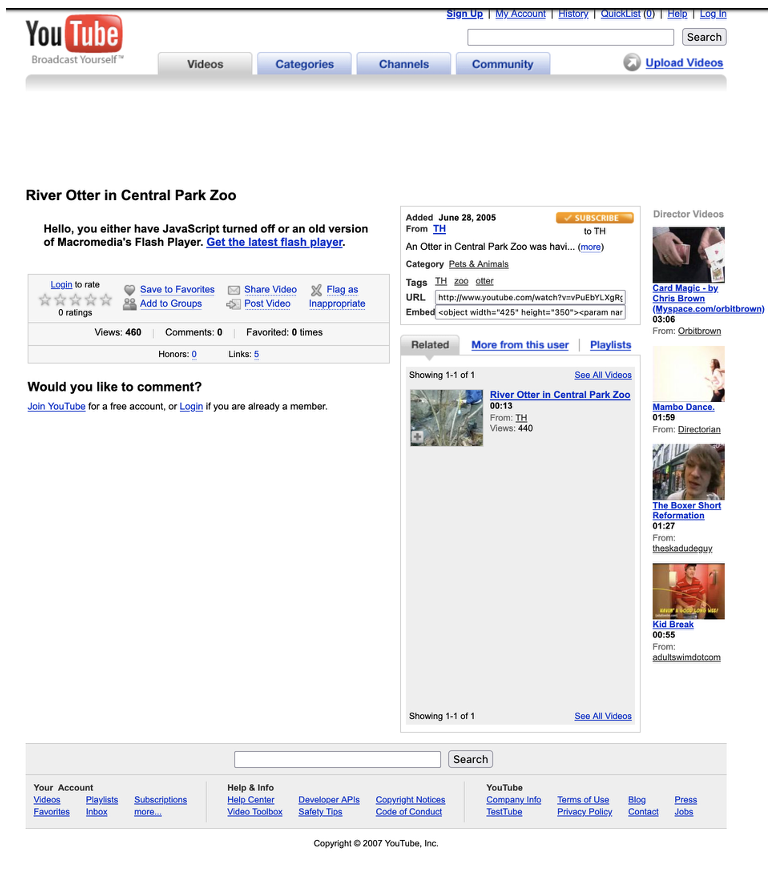 Sign Up | My Account | History | QuickList (0) | Help | Log In
YouTube
Broadcast Yourself™
Search
Videos
Categories
Channels
Community
Upload Videos
River Otter in Central Park Zoo
Hello, you either have JavaScript turned off or an old version
of Macromedia's Flash Player. Get the latest flash player.
Login to rate
0 ratings
Save to Favorites
Share Video
Flag as
Inappropriate
Add to Groups
Post Video
Views: 460 | Comments: 0 | Favorited: 0 times
Honors: 0 Links: 5
Would you like to comment?
Join YouTube for a free account, or Login if you are already a member.
Added June 28, 2005
From TH
SUBSCRIBE
to TH
An Otter in Central Park Zoo was havi... (more)
Category Pets & Animals
Tags TH zoo otter
URL http://www.youtube.com/watch?v=vPuEbYLXgRg
Embed <object width="425" height="350"><param nar
Related
More from this user | Playlists
Showing 1-1 of 1
See All Videos
River Otter in Central Park Zoo
00:13
From: TH
Views: 440
Showing 1-1 of 1
See All Videos
Director Videos
Card Magic - by
Chris Brown
(Myspace.com/orbitbrown)
03:06
From: Orbitbrown
Mambo Dance.
01:59
From: Directorian
The Boxer Short
Reformation
01:27
From:
theskadudeguy
Kid Break
00:55
From:
adultswimdotcom
Search
Your Account
Videos Playlists Subscriptions
Favorites Inbox more...
Help & Info
Help Center Developer APIs Copyright Notices
Video Toolbox Safety Tips Code of Conduct
YouTube
Company Info Terms of Use Blog Press
TestTube Privacy Policy Contact Jobs
Copyright © 2007 YouTube, Inc.